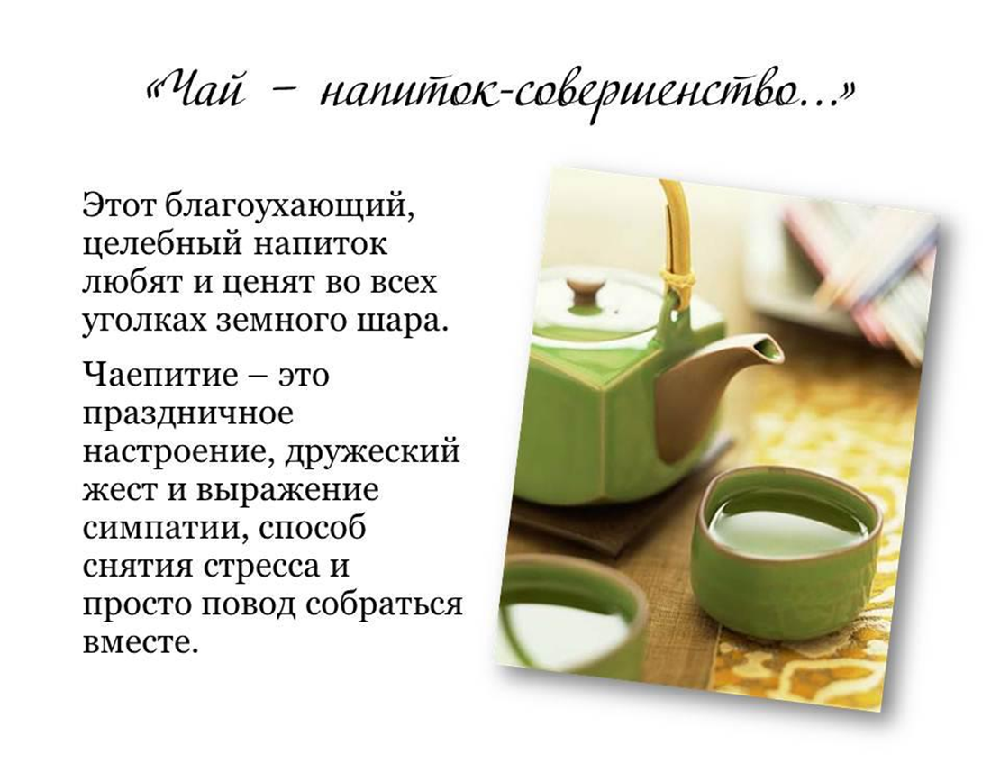 «Чай – напиток-совершенство...»
Этот благоухающий,
целебный напиток
любят и ценят во всех
уголках земного шара.
Чаепитие – это
праздничное
настроение, дружеский
жест и выражение
симпатии, способ
снятия стресса и
просто повод собраться
вместе.